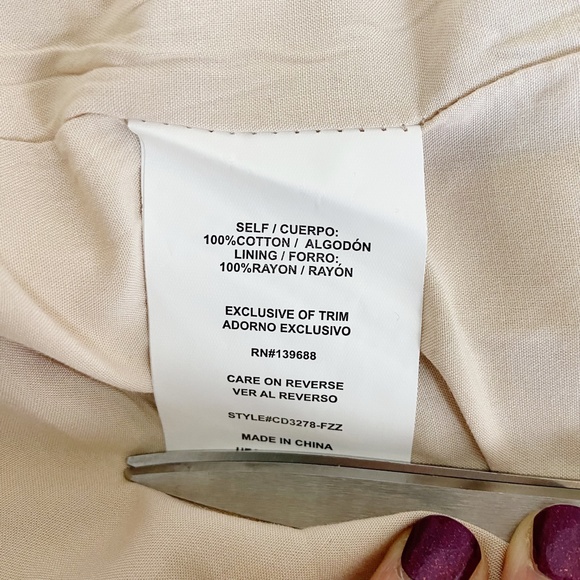 SELF / CUERPO:
100%COTTON / ALGODÓN
LINING / FORRO:
100%RAYON / RAYÓN
EXCLUSIVE OF TRIM
ADORNO EXCLUSIVO
RN#139688
CARE ON REVERSE
VER AL REVERSO
STYLE#CD3278-FZZ
MADE IN CHINA